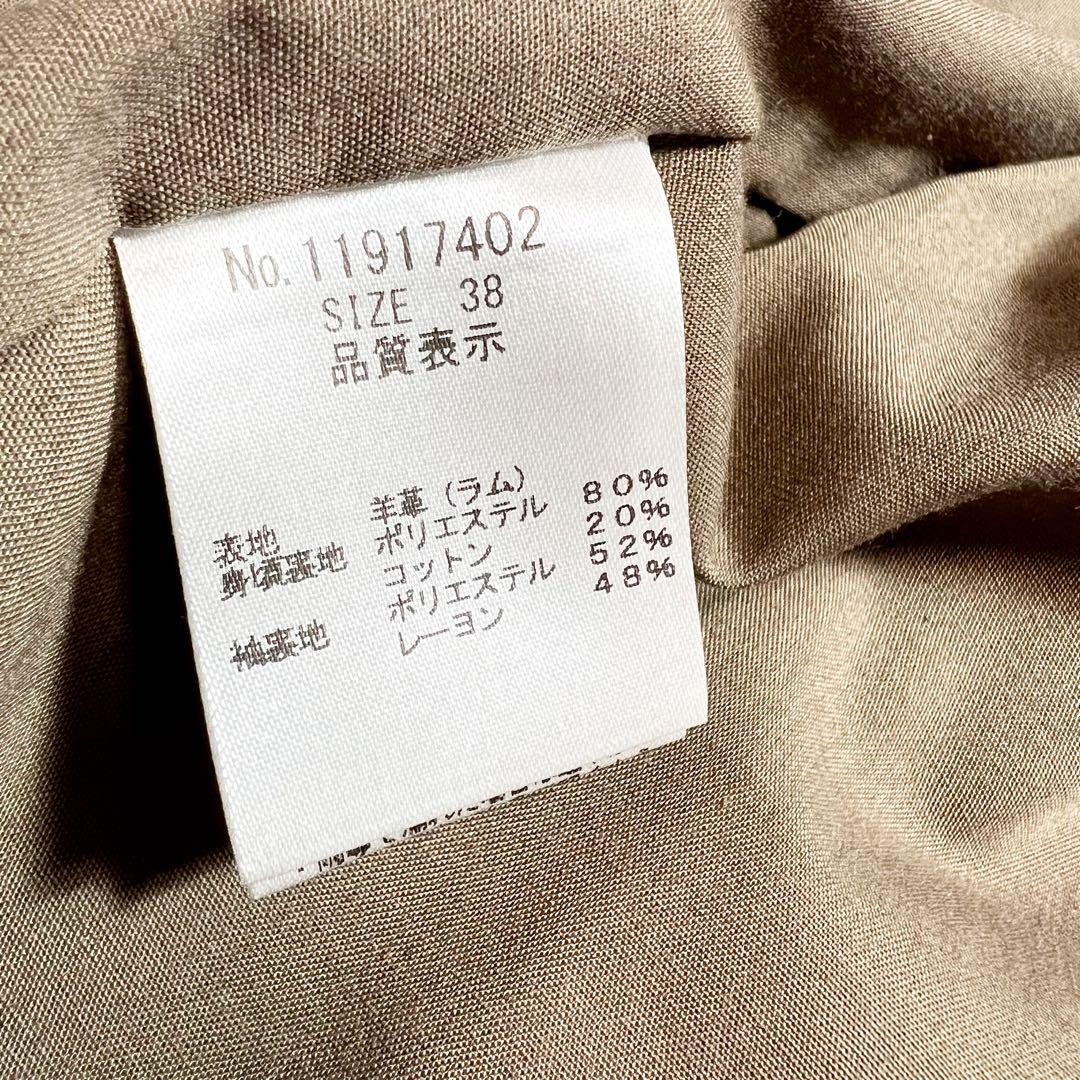 No. 11917402
SIZE 38
品質表示
表地 羊革（ラム）
身頃裏地 ポリエステル 80%
コットン 20%
袖裏地 ポリエステル 52%
レーヨン 48%